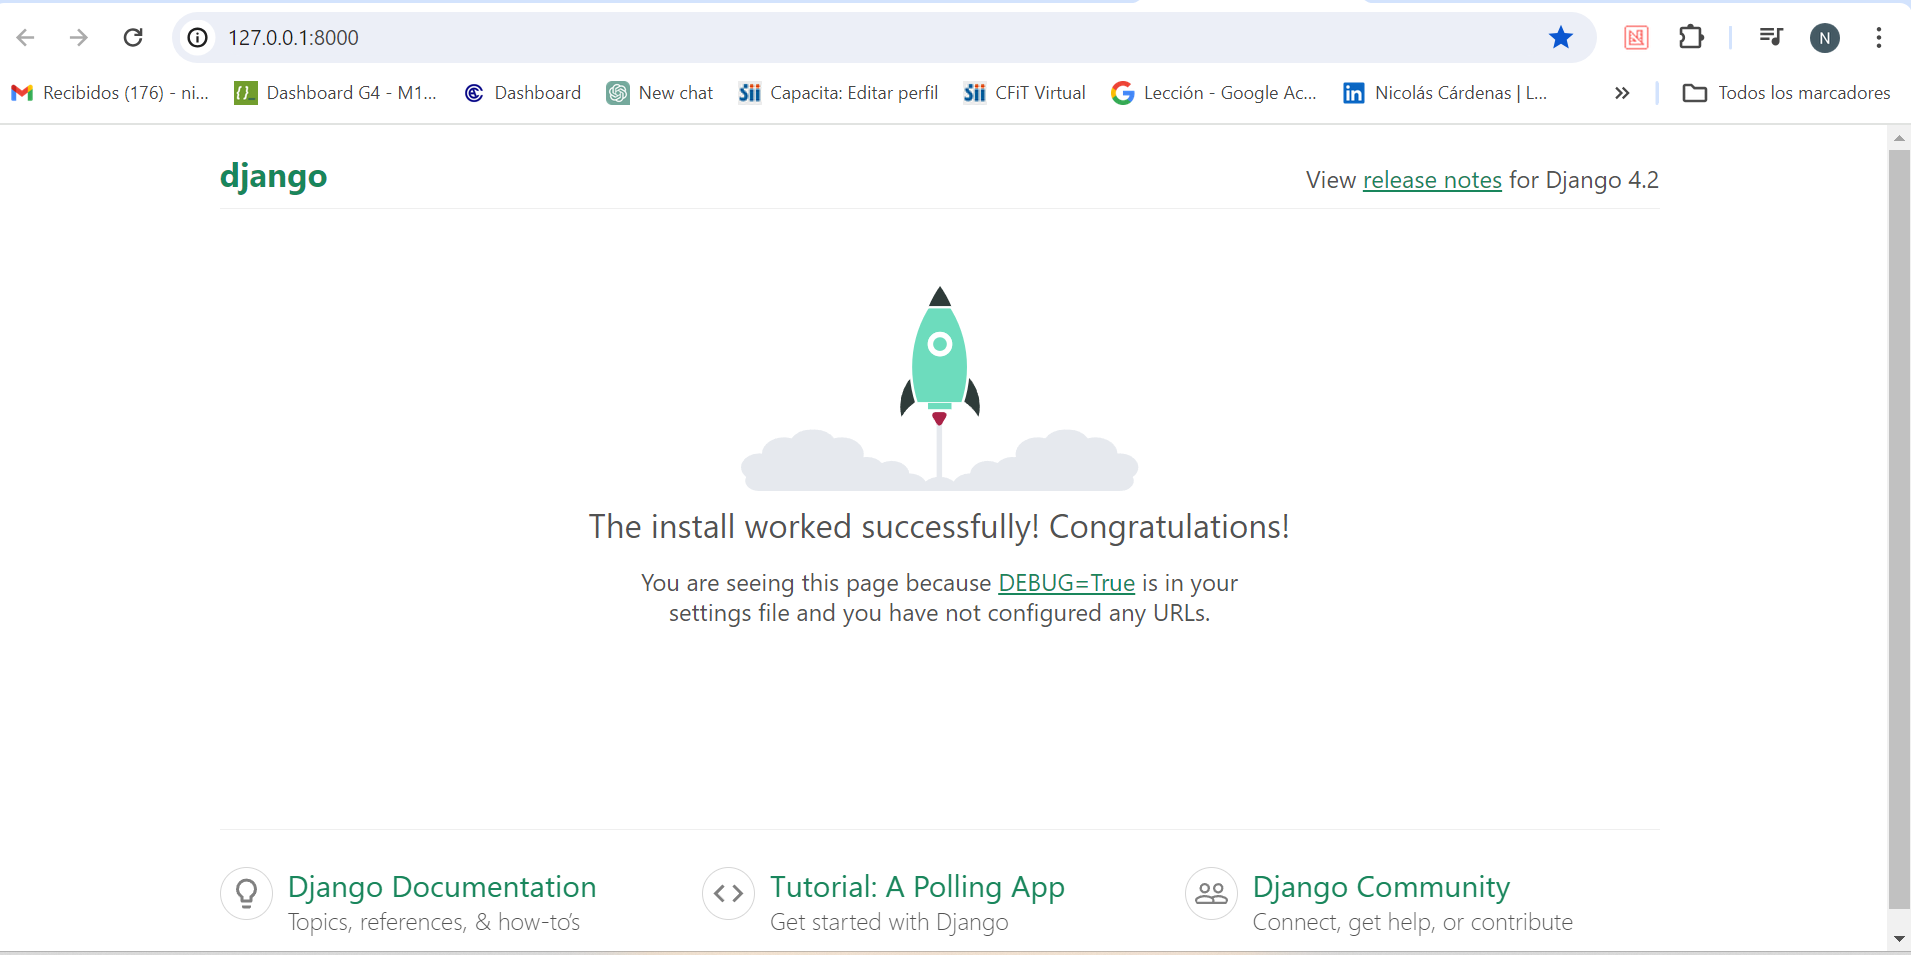 127.0.0.1:8000
N
Recibidos (176) - ni...
Dashboard G4 - M1...
Dashboard
New chat
Sii
Capacita: Editar perfil
Sii
CFiT Virtual
Lección - Google Ac...
in
Nicolás Cárdenas | L...
Todos los marcadores
django
View release notes for Django 4.2
The install worked successfully! Congratulations!
You are seeing this page because DEBUG=True is in your
settings file and you have not configured any URLs.
Django Documentation
Topics, references, & how-to’s
Tutorial: A Polling App
Get started with Django
Django Community
Connect, get help, or contribute